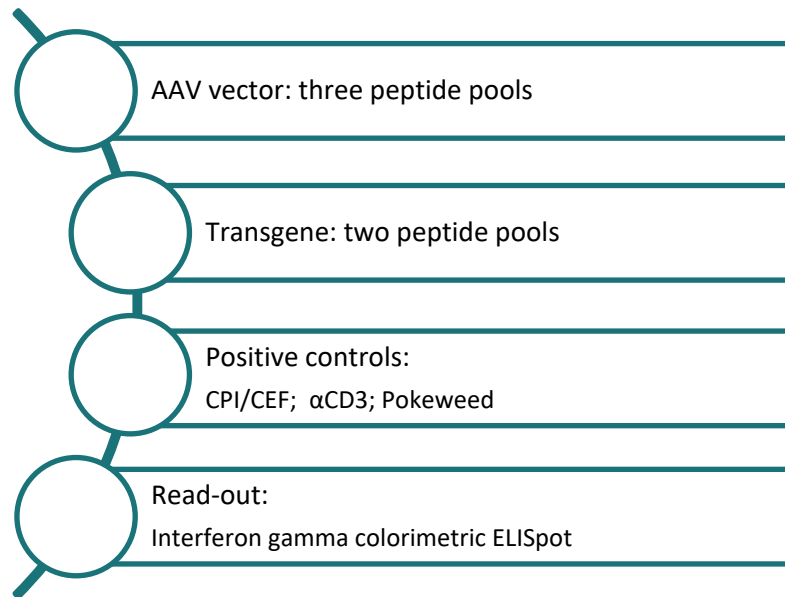 AAV vector: three peptide pools
Transgene: two peptide pools
Positive controls:
CPI/CEF; αCD3; Pokeweed
Read-out:
Interferon gamma colorimetric ELISpot